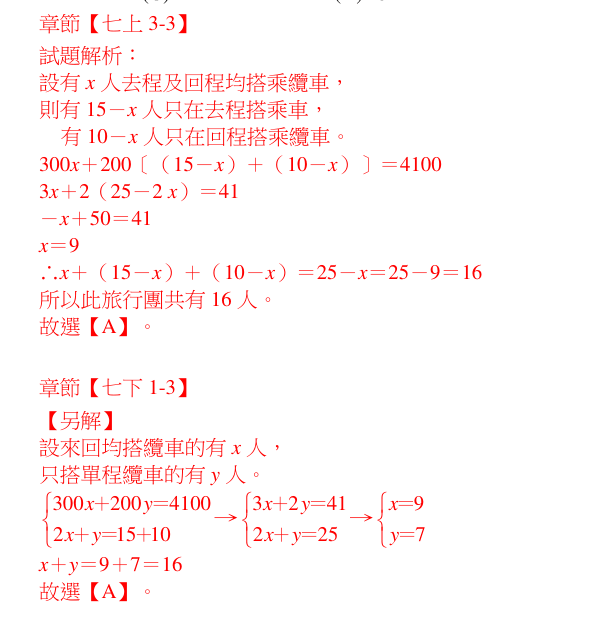 章節【七上 3-3】
試題解析：
設有 x 人去程及回程均搭乘纜車，
則有 15－x 人只在去程搭乘車，
有 10－x 人只在回程搭乘纜車。
300x＋200〔（15－x）＋（10－x）〕＝4100
3x＋2（25－2 x）＝41
－x＋50＝41
x＝9
∴x＋（15－x）＋（10－x）＝25－x＝25－9＝16
所以此旅行團共有 16 人。
故選【A】。
章節【七下 1-3】
【另解】
設來回均搭纜車的有 x 人，
只搭單程纜車的有 y 人。
{300x+200y=4100 → {3x+2y=41 → {x=9
{2x+y=15+10 {2x+y=25 {y=7
x＋y＝9＋7＝16
故選【A】。